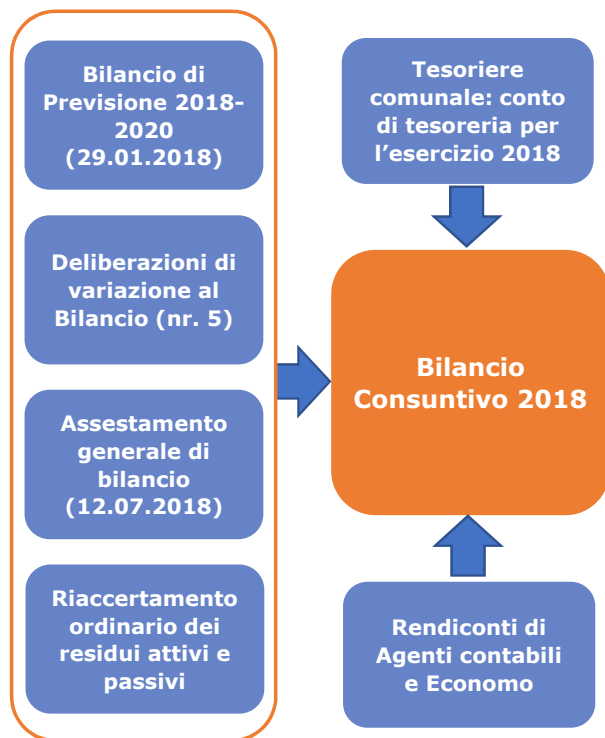 Bilancio di
Previsione 2018-
2020
(29.01.2018)
Deliberazioni di
variazione al
Bilancio (nr. 5)
Assestamento
generale di
bilancio
(12.07.2018)
Riaccertamento
ordinario dei
residui attivi e
passivi
Tesoriere
comunale: conto
di tesoreria per
l’esercizio 2018
Bilancio
Consuntivo 2018
Rendiconti di
Agenti contabili
e Economo